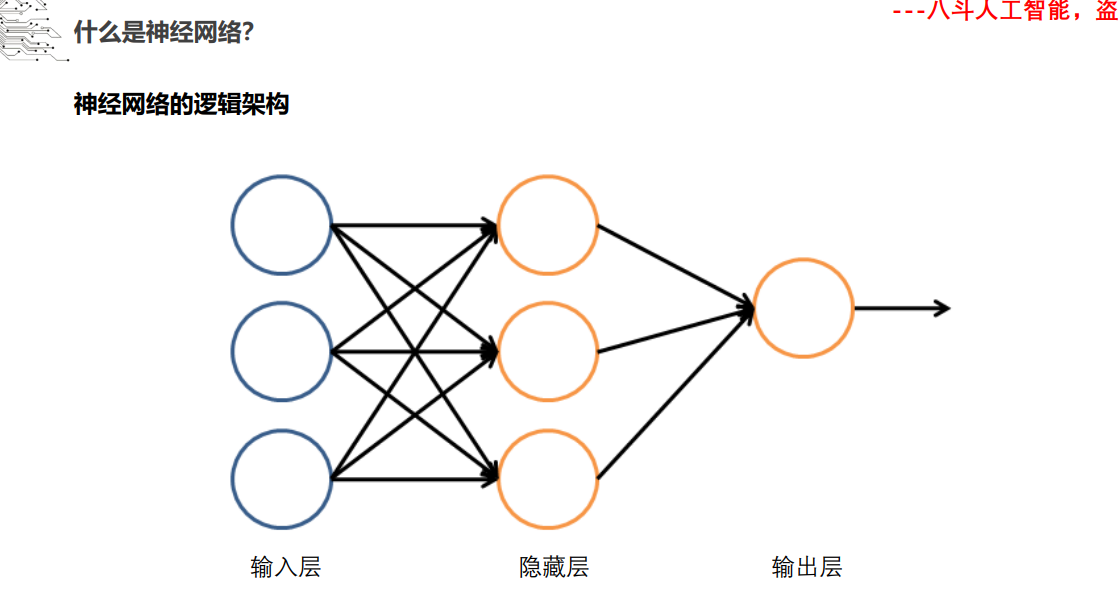 ---八斗人工智能，盗
什么是神经网络？
神经网络的逻辑架构
输入层
隐藏层
输出层